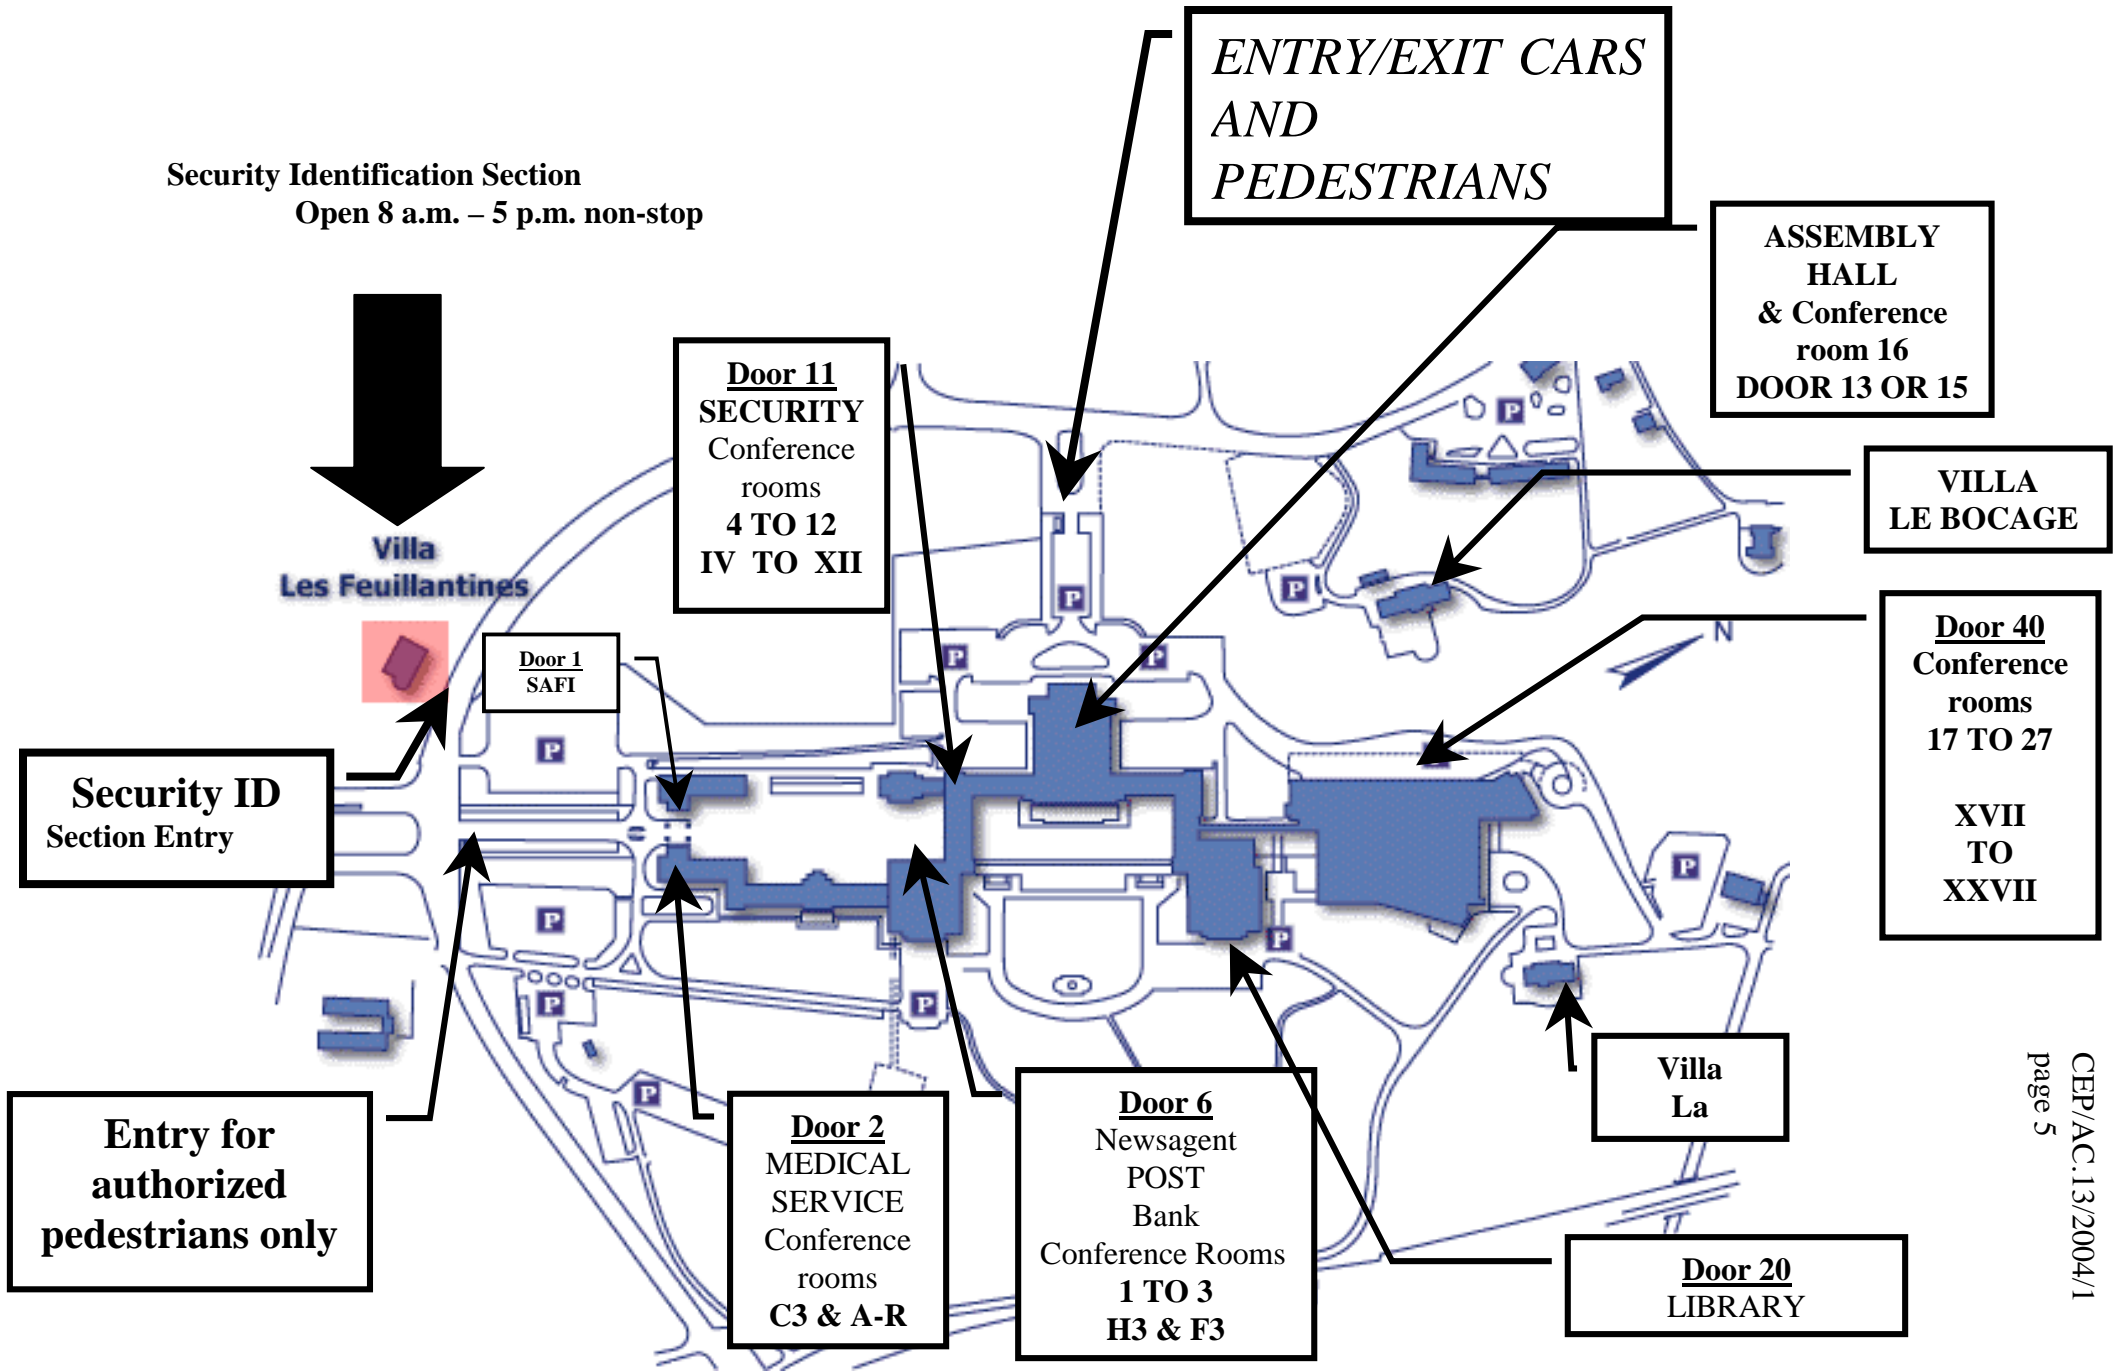 ENTRY/EXIT CARS
AND
PEDESTRIANS
Security Identification Section
Open 8 a.m. – 5 p.m. non-stop
ASSEMBLY
HALL
& Conference
room 16
DOOR 13 OR 15
Door 11
SECURITY
Conference
rooms
4 TO 12
IV TO XII
P
VILLA
LE BOCAGE
Villa
Les Feuillantines
P
P
Door 40
Conference
rooms
17 TO 27
XVII
TO
XXVII
N
Door 1
SAFI
P
P
P
Security ID
Section Entry
P
P
P
P
P
Entry for
authorized
pedestrians only
P
Door 2
MEDICAL
SERVICE
Conference
rooms
C3 & A-R
Door 6
Newsagent
POST
Bank
Conference Rooms
1 TO 3
H3 & F3
Villa
La
Door 20
LIBRARY
CEP/AC.13/2004/1
page 5